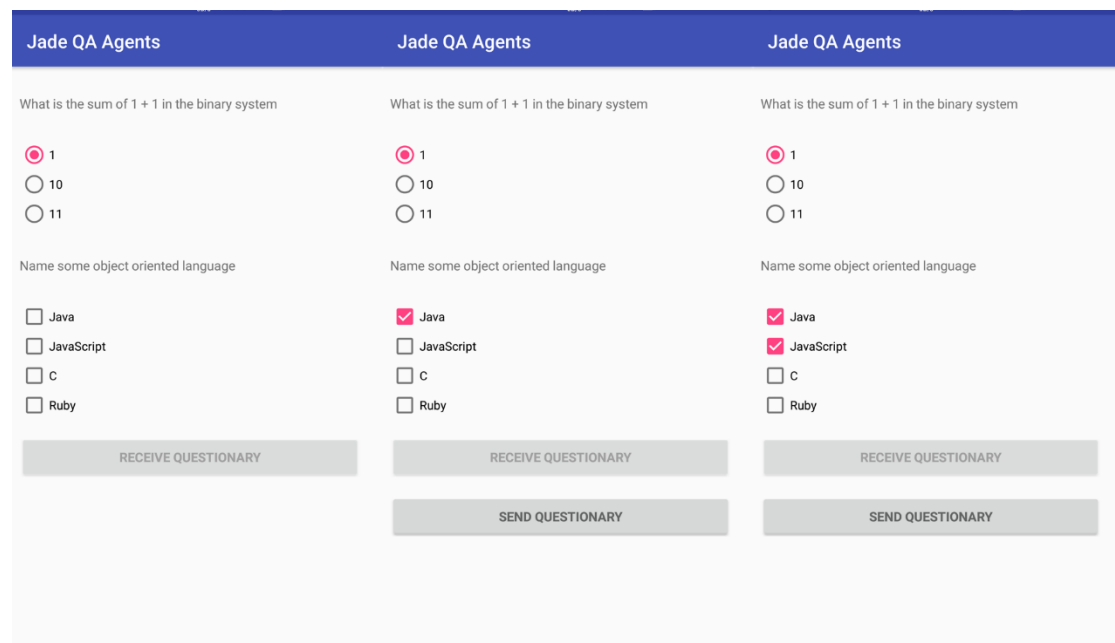 Jade QA Agents
What is the sum of 1 + 1 in the binary system
1
10
11
Name some object oriented language
Java
JavaScript
C
Ruby
RECEIVE QUESTIONARY
Jade QA Agents
What is the sum of 1 + 1 in the binary system
1
10
11
Name some object oriented language
Java
JavaScript
C
Ruby
RECEIVE QUESTIONARY
SEND QUESTIONARY
Jade QA Agents
What is the sum of 1 + 1 in the binary system
1
10
11
Name some object oriented language
Java
JavaScript
C
Ruby
RECEIVE QUESTIONARY
SEND QUESTIONARY